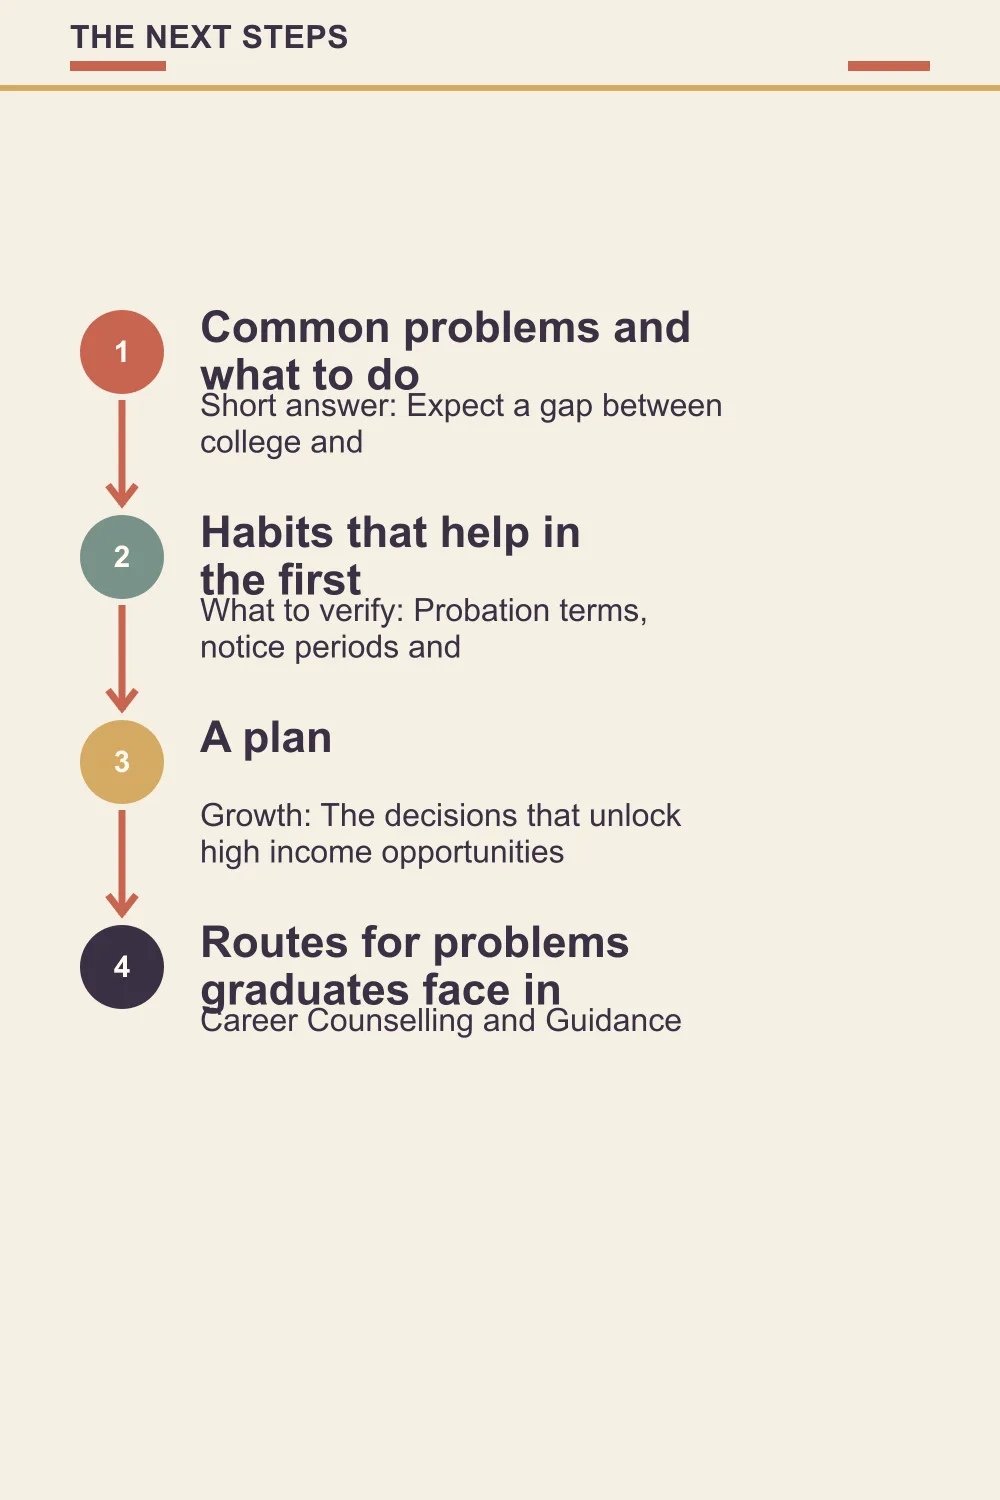 THE NEXT STEPS
1
Common problems and
what to do
Short answer: Expect a gap between
college and
2
Habits that help in
the first
What to verify: Probation terms,
notice periods and
3
A plan
Growth: The decisions that unlock
high income opportunities
4
Routes for problems
graduates face in
Career Counselling and Guidance